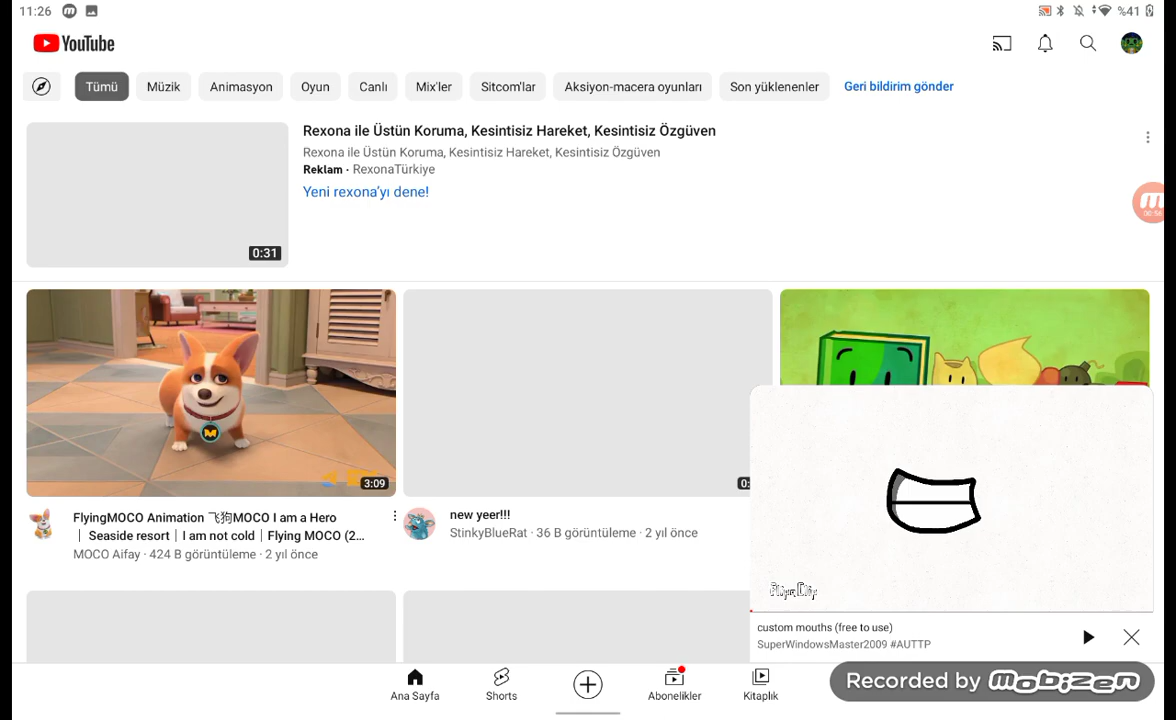 11:26
%41
YouTube
Tümü
Müzik
Animasyon
Oyun
Canlı
Mix'ler
Sitcom'lar
Aksiyon-macera oyunları
Son yüklenenler
Geri bildirim gönder
0:31
Rexona ile Üstün Koruma, Kesintisiz Hareket, Kesintisiz Özgüven
Rexona ile Üstün Koruma, Kesintisiz Hareket, Kesintisiz Özgüven
Reklam · RexonaTürkiye
Yeni rexona'yı dene!
00:56
3:09
FlyingMOCO Animation 飞狗MOCO I am a Hero
｜ Seaside resort｜I am not cold｜Flying MOCO (2...
MOCO Aifay · 424 B görüntüleme · 2 yıl önce
0:
new yeer!!!
StinkyBlueRat · 36 B görüntüleme · 2 yıl önce
custom mouths (free to use)
SuperWindowsMaster2009 #AUTTP
Ana Sayfa
Shorts
Abonelikler
Kitaplık
Recorded by mobizen